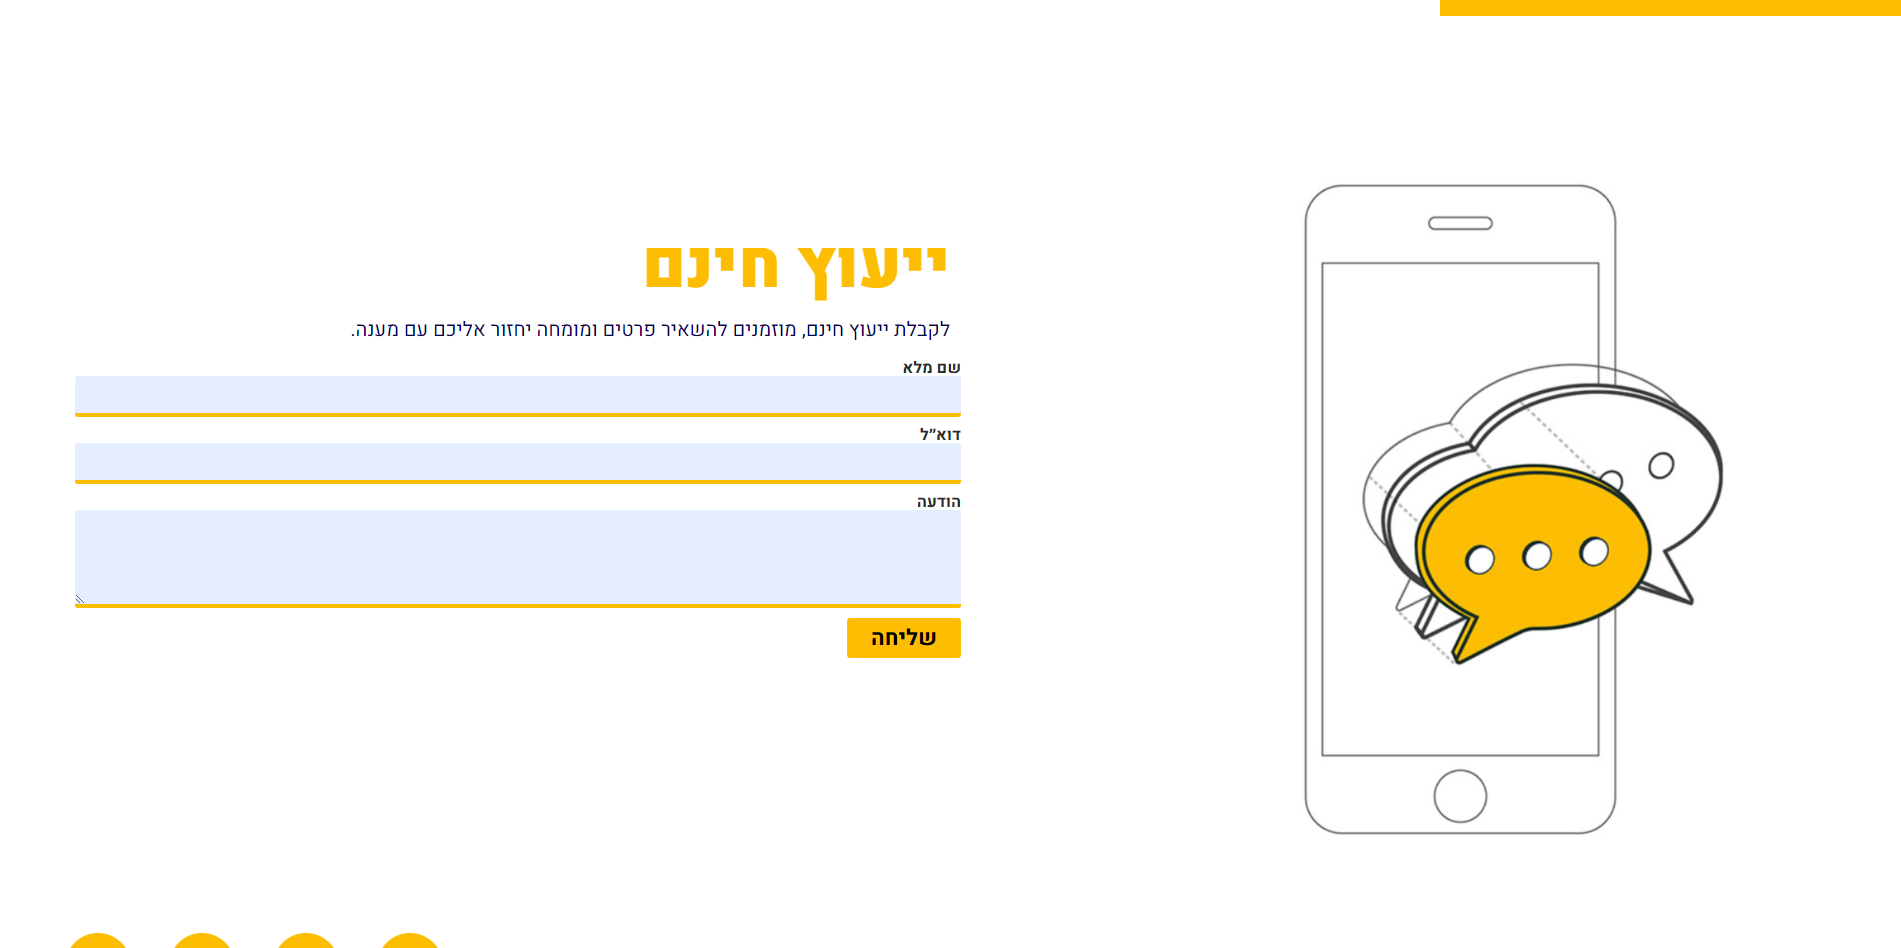 ייעוץ חינם
לקבלת ייעוץ חינם, מוזמנים להשאיר פרטים ומומחה יחזור אליכם עם מענה.
שם מלא
דוא״ל
הודעה
שליחה